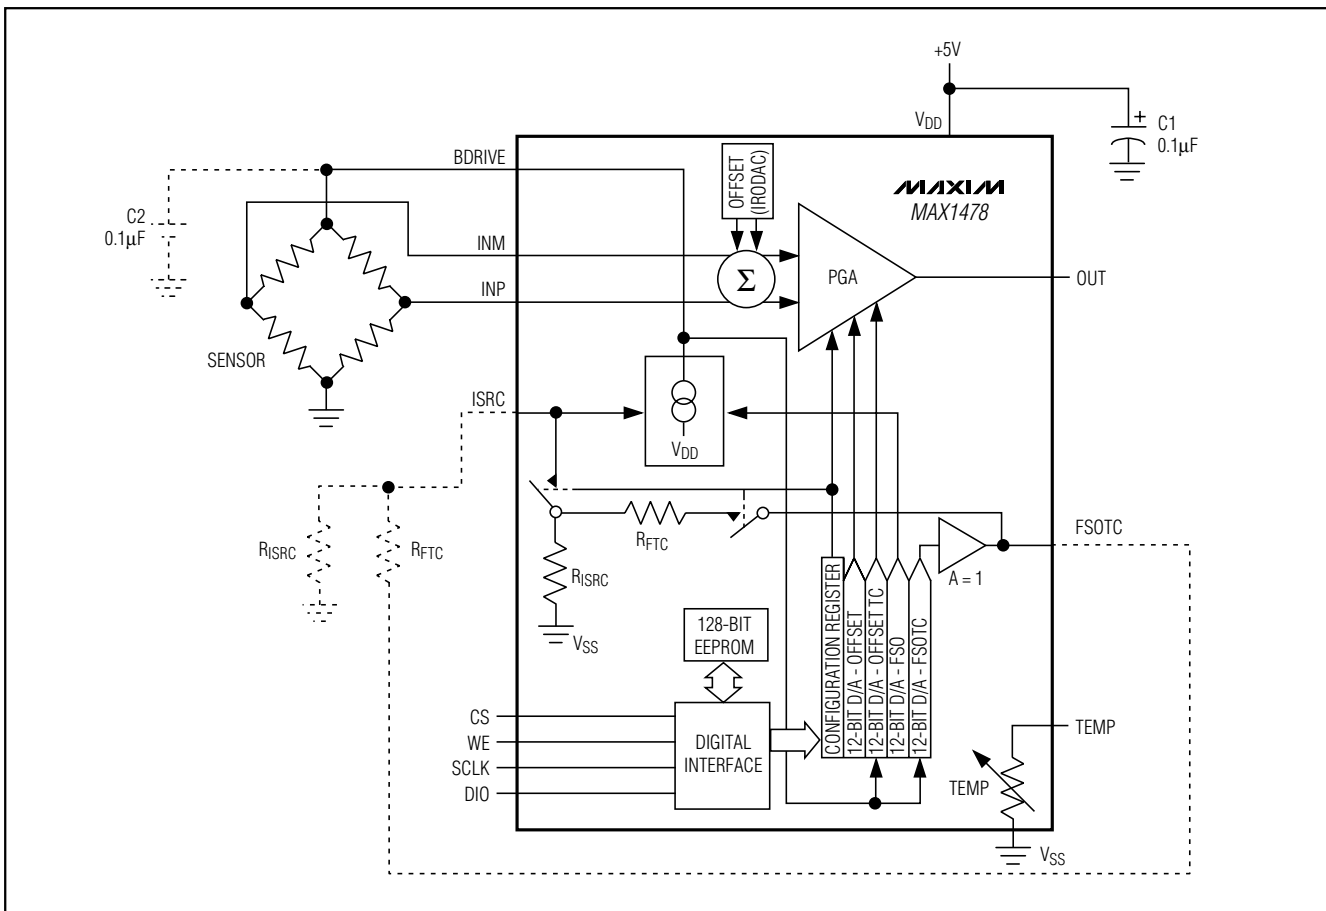 +5V
VDD
C1
0.1µF
BDRIVE
OFFSET
(IRODAC)
MAXIM
MAX1478
C2
0.1µF
INM
INP
Σ
PGA
OUT
SENSOR
ISRC
VDD
RISRC
RFTC
RFTC
RISRC
VSS
FSOTC
A = 1
128-BIT
EEPROM
CONFIGURATION REGISTER
12-BIT D/A - OFFSET
12-BIT D/A - OFFSET TC
12-BIT D/A - FSO
12-BIT D/A - FSOTC
CS
WE
SCLK
DIO
DIGITAL
INTERFACE
TEMP
TEMP
VSS